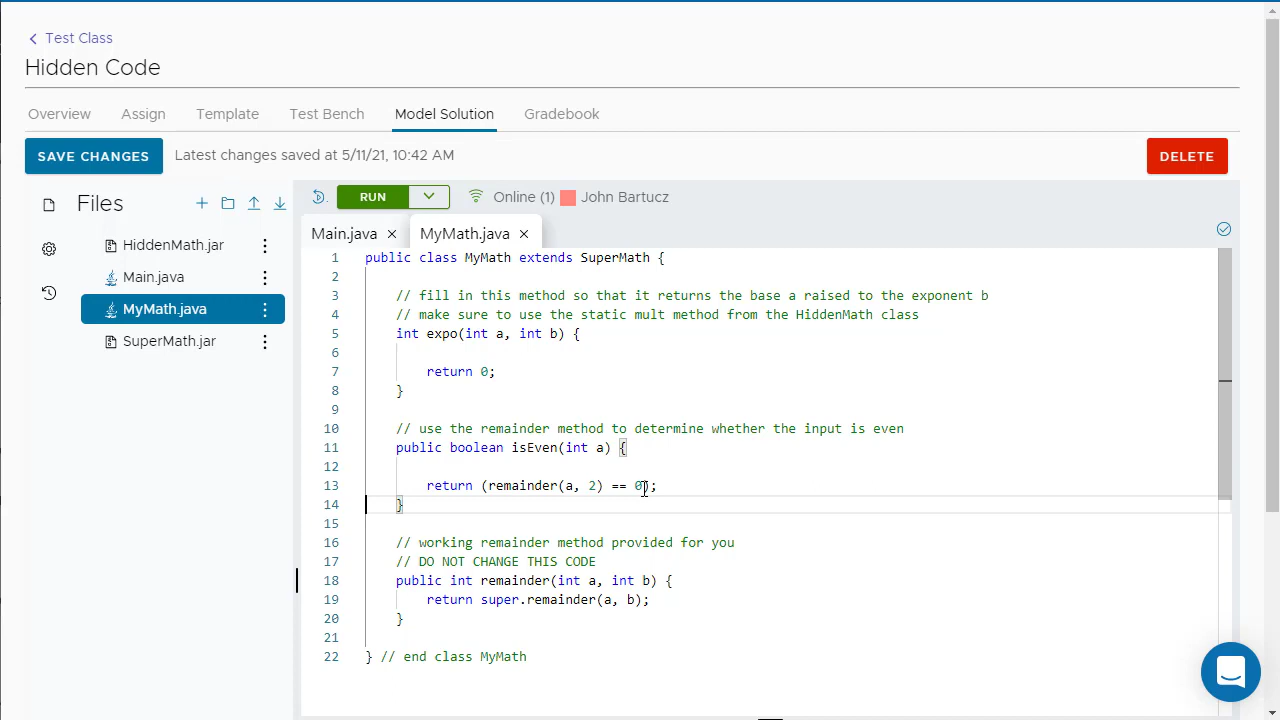 Test Class
Hidden Code
Overview Assign Template Test Bench Model Solution Gradebook
SAVE CHANGES Latest changes saved at 5/11/21, 10:42 AM DELETE
Files
RUN Online (1) John Bartucz
Main.java × MyMath.java ×
HiddenMath.jar
Main.java
MyMath.java
SuperMath.jar
1 public class MyMath extends SuperMath {
2
3 // fill in this method so that it returns the base a raised to the exponent b
4 // make sure to use the static mult method from the HiddenMath class
5 int expo(int a, int b) {
6
7 return 0;
8 }
9
10 // use the remainder method to determine whether the input is even
11 public boolean isEven(int a) {
12
13 return (remainder(a, 2) == 0);
14 }
15
16 // working remainder method provided for you
17 // DO NOT CHANGE THIS CODE
18 public int remainder(int a, int b) {
19 return super.remainder(a, b);
20 }
21
22 } // end class MyMath